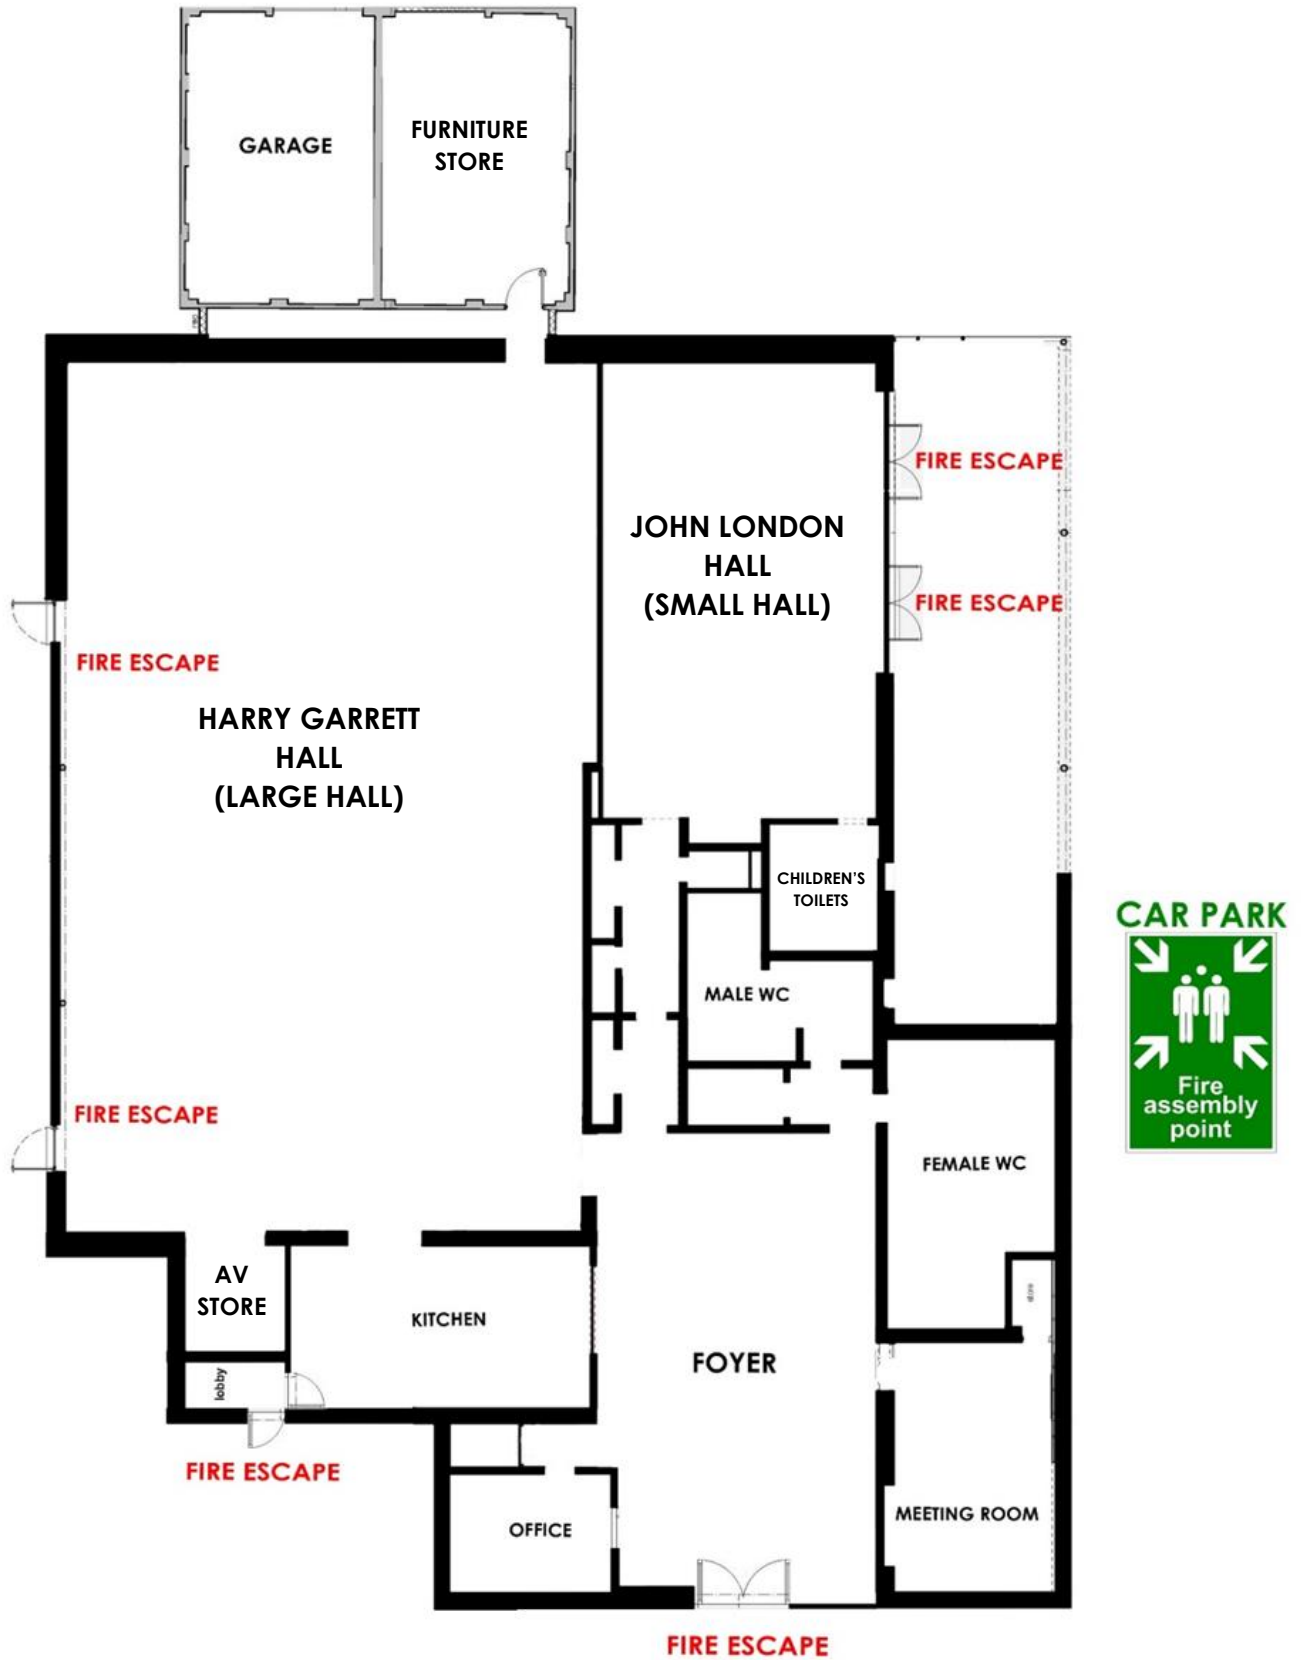 GARAGE
FURNITURE
STORE
FIRE ESCAPE
JOHN LONDON
HALL
(SMALL HALL)
FIRE ESCAPE
FIRE ESCAPE
HARRY GARRETT
HALL
(LARGE HALL)
CHILDREN'S
TOILETS
CAR PARK
MALE WC
Fire
assembly
point
FIRE ESCAPE
FEMALE WC
AV
STORE
store
KITCHEN
FOYER
lobby
FIRE ESCAPE
MEETING ROOM
OFFICE
FIRE ESCAPE